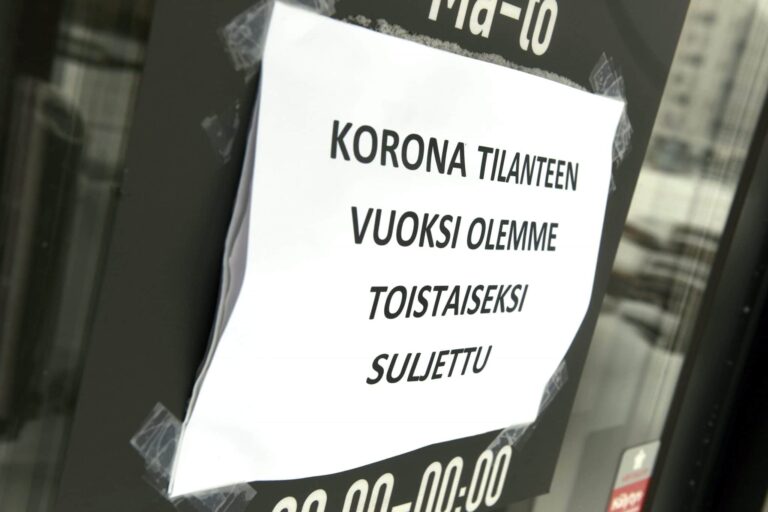 Ma-to
KORONA TILANTEEN
VUOKSI OLEMME
TOISTAISEKSI
SULJETTU